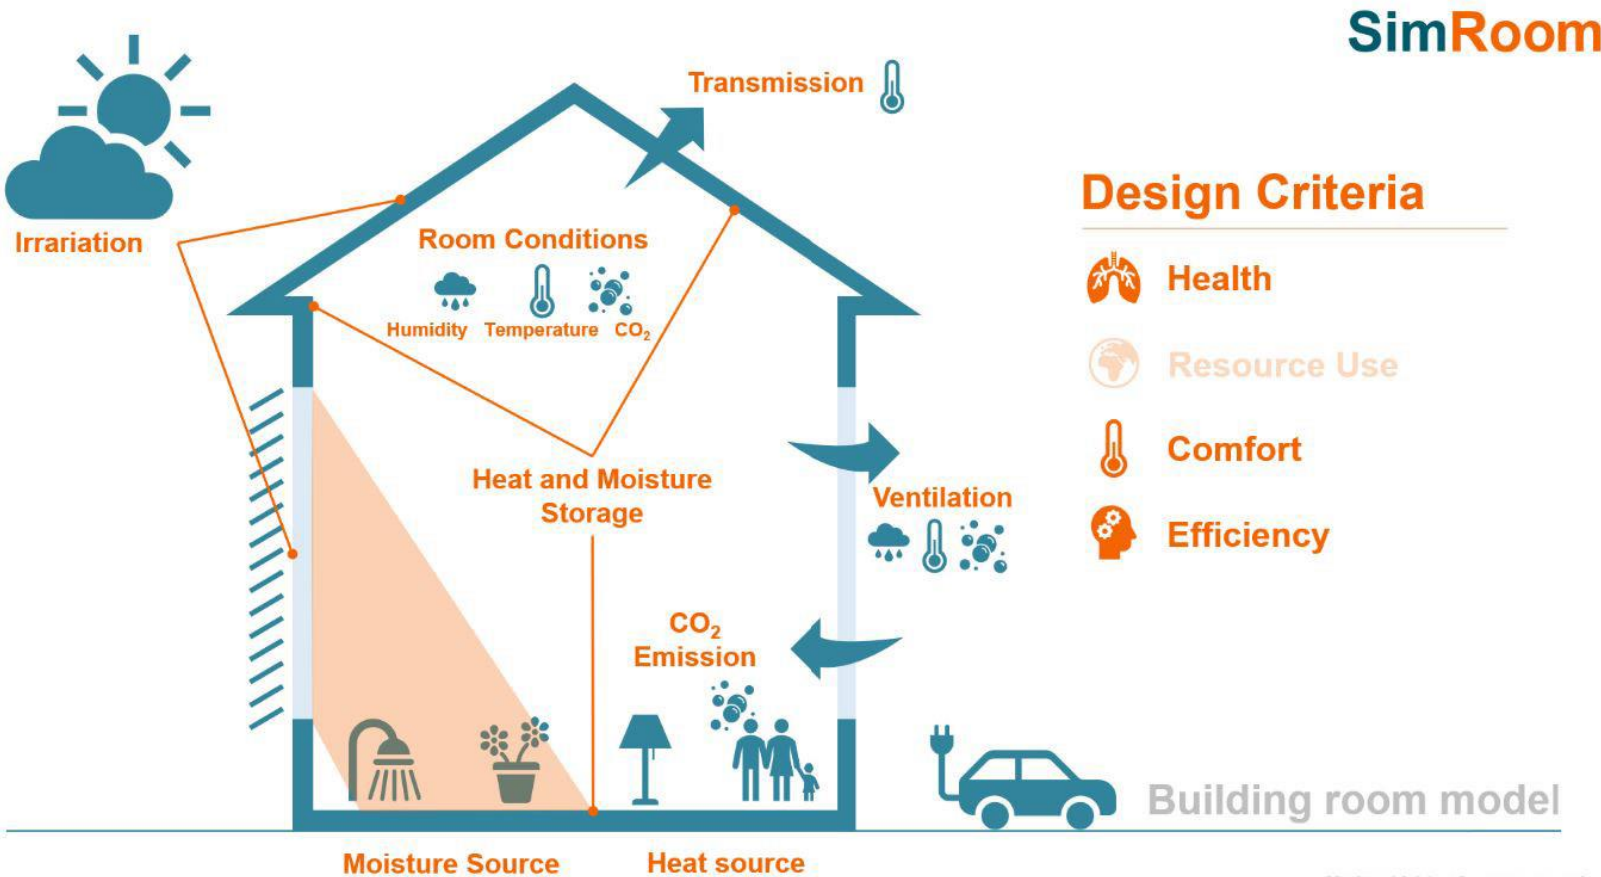 SimRoom
Transmission
Irrariation
Room Conditions
Humidity Temperature CO₂
Design Criteria
Health
Resource Use
Comfort
Efficiency
Heat and Moisture
Storage
Ventilation
CO₂
Emission
Building room model
Moisture Source
Heat source